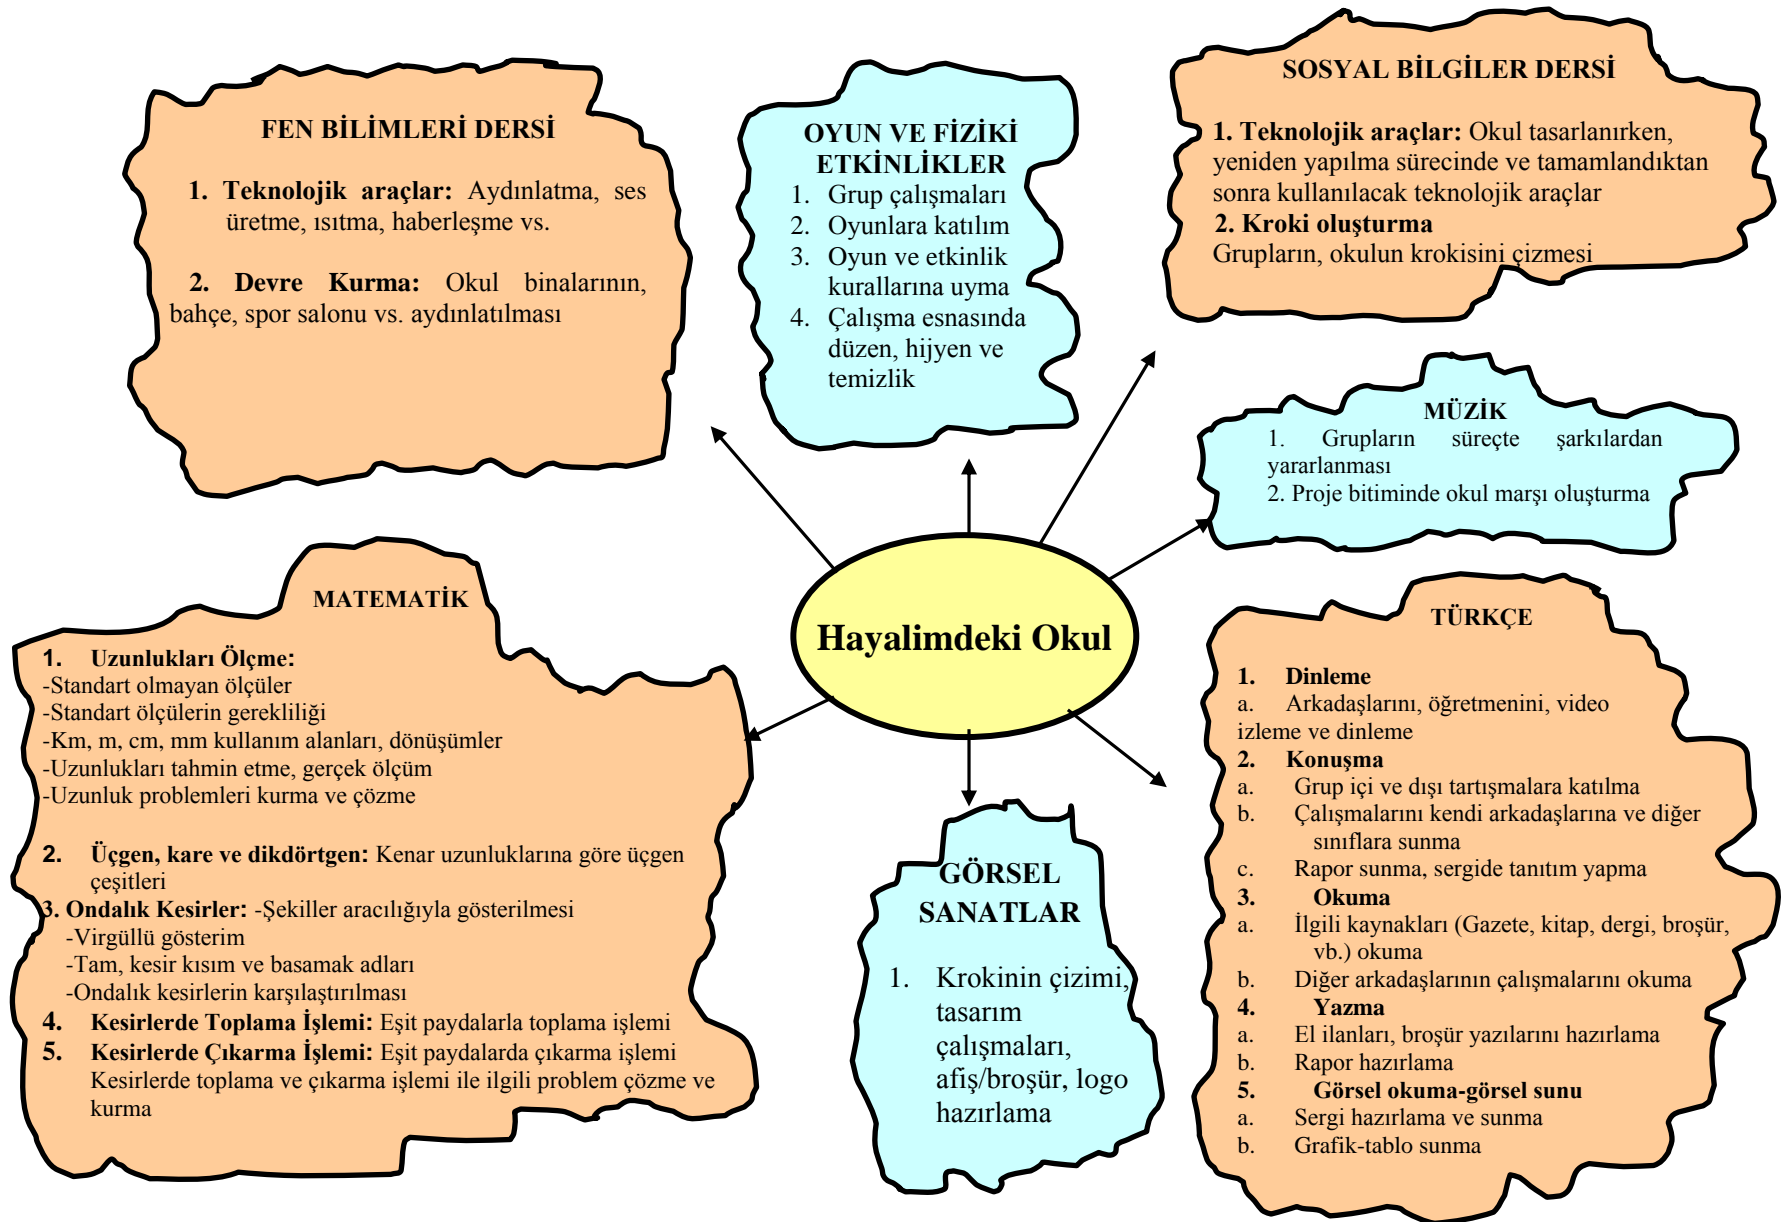 FEN BİLİMLERİ DERSİ
1. Teknolojik araçlar: Aydınlatma, ses
üretme, ısıtma, haberleşme vs.
2. Devre Kurma: Okul binalarının,
bahçe, spor salonu vs. aydınlatılması
OYUN VE FİZİKİ
ETKİNLİKLER
1. Grup çalışmaları
2. Oyunlara katılım
3. Oyun ve etkinlik
kurallarına uyma
4. Çalışma esnasında
düzen, hijyen ve
temizlik
SOSYAL BİLGİLER DERSİ
1. Teknolojik araçlar: Okul tasarlanırken,
yeniden yapılma sürecinde ve tamamlandıktan
sonra kullanılacak teknolojik araçlar
2. Kroki oluşturma
Grupların, okulun krokisini çizmesi
MÜZİK
1. Grupların süreçte şarkılardan
yararlanması
2. Proje bitiminde okul marşı oluşturma
Hayalimdeki Okul
MATEMATİK
1. Uzunlukları Ölçme:
-Standart olmayan ölçüler
-Standart ölçülerin gerekliliği
-Km, m, cm, mm kullanım alanları, dönüşümler
-Uzunlukları tahmin etme, gerçek ölçüm
-Uzunluk problemleri kurma ve çözme
2. Üçgen, kare ve dikdörtgen: Kenar uzunluklarına göre üçgen
çeşitleri
3. Ondalık Kesirler: -Şekiller aracılığıyla gösterilmesi
-Virgüllü gösterim
-Tam, kesir kısım ve basamak adları
-Ondalık kesirlerin karşılaştırılması
4. Kesirlerde Toplama İşlemi: Eşit paydalarla toplama işlemi
5. Kesirlerde Çıkarma İşlemi: Eşit paydalarda çıkarma işlemi
Kesirlerde toplama ve çıkarma işlemi ile ilgili problem çözme ve
kurma
GÖRSEL
SANATLAR
1. Krokinin çizimi,
tasarım
çalışmaları,
afiş/broşür, logo
hazırlama
TÜRKÇE
1. Dinleme
a. Arkadaşlarını, öğretmenini, video
izleme ve dinleme
2. Konuşma
a. Grup içi ve dışı tartışmalara katılma
b. Çalışmalarını kendi arkadaşlarına ve diğer
sınıflara sunma
c. Rapor sunma, sergide tanıtım yapma
3. Okuma
a. İlgili kaynakları (Gazete, kitap, dergi, broşür,
vb.) okuma
b. Diğer arkadaşlarının çalışmalarını okuma
4. Yazma
a. El ilanları, broşür yazılarını hazırlama
b. Rapor hazırlama
5. Görsel okuma-görsel sunu
a. Sergi hazırlama ve sunma
b. Grafik-tablo sunma